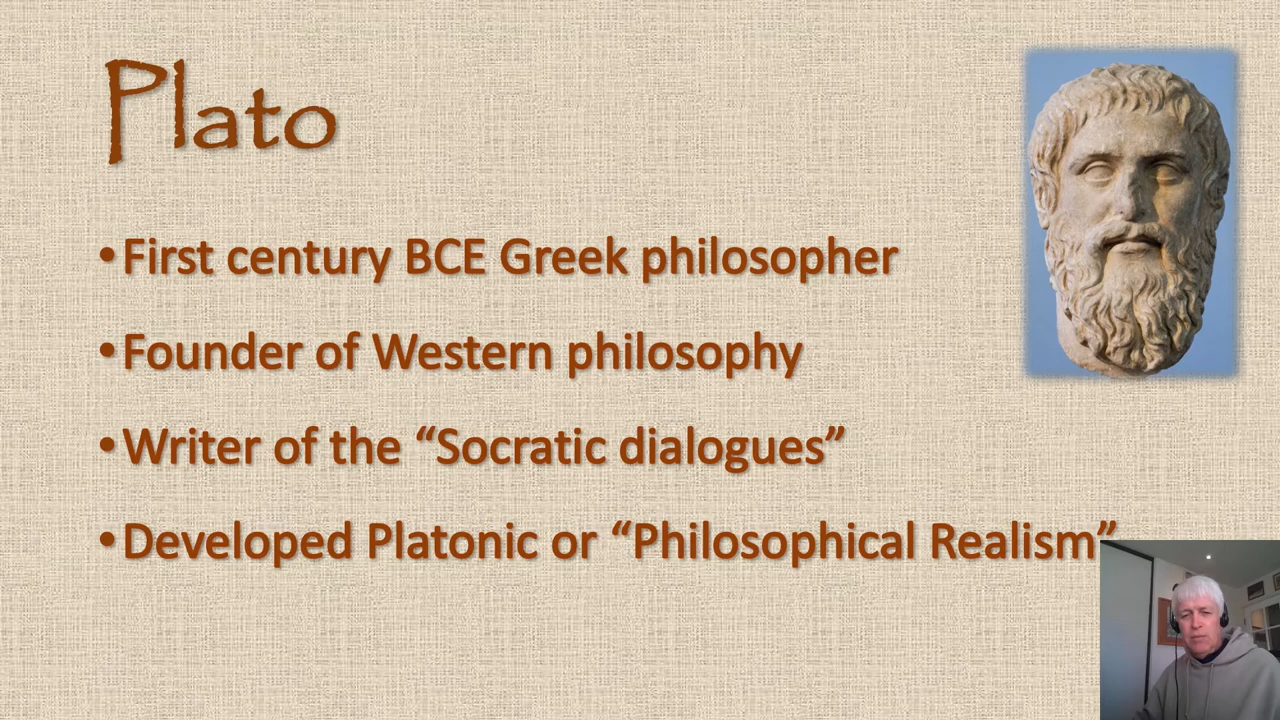 Plato
•First century BCE Greek philosopher
•Founder of Western philosophy
•Writer of the “Socratic dialogues”
•Developed Platonic or “Philosophical Realism”